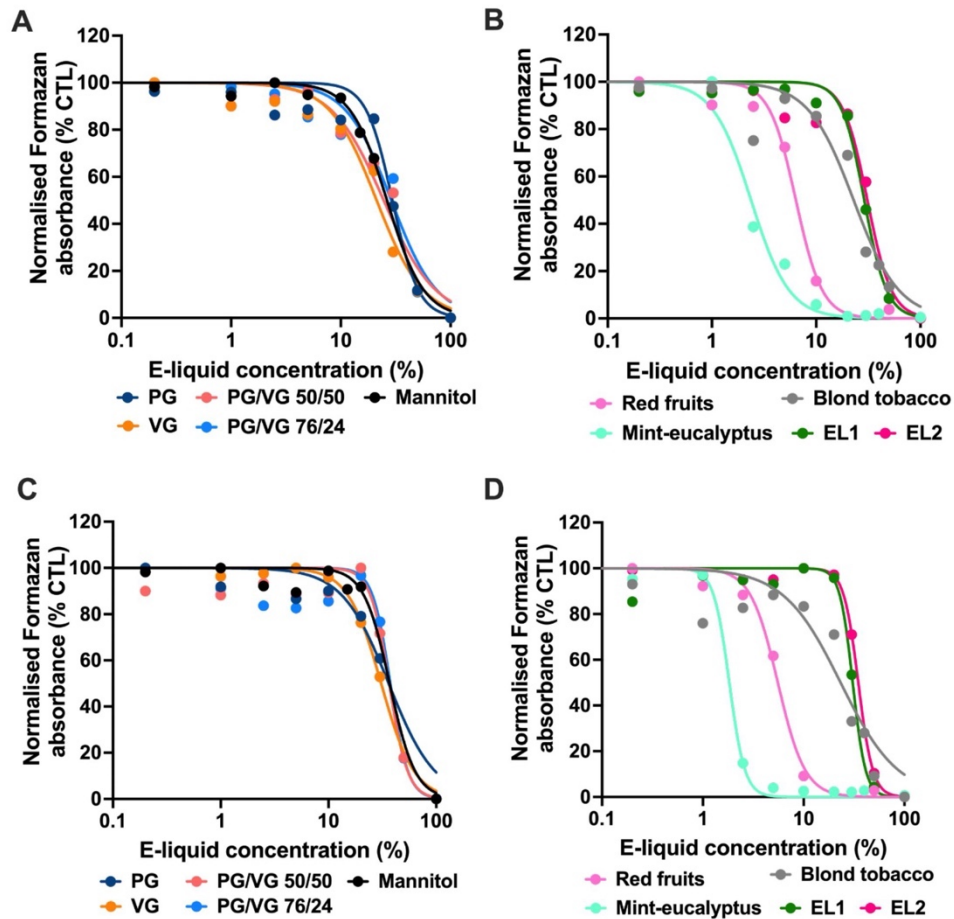 A
Normalised Formazan
absorbance (% CTL)
120
100
80
60
40
20
0
0.1 1 10 100
E-liquid concentration (%)
PG PG/VG 50/50 Mannitol
VG PG/VG 76/24
B
Normalised Formazan
absorbance (% CTL)
120
100
80
60
40
20
0
0.1 1 10 100
E-liquid concentration (%)
Red fruits Blond tobacco
Mint-eucalyptus EL1 EL2
C
Normalised Formazan
absorbance (% CTL)
120
100
80
60
40
20
0
0.1 1 10 100
E-liquid concentration (%)
PG PG/VG 50/50 Mannitol
VG PG/VG 76/24
D
Normalised Formazan
absorbance (% CTL)
120
100
80
60
40
20
0
0.1 1 10 100
E-liquid concentration (%)
Red fruits Blond tobacco
Mint-eucalyptus EL1 EL2